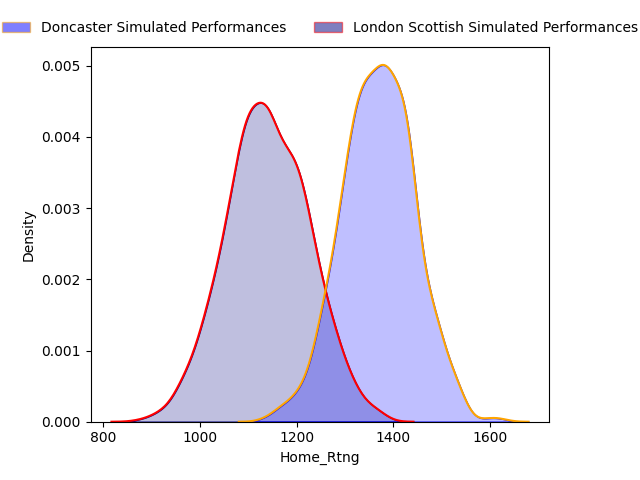 Doncaster Simulated Performances London Scottish Simulated Performances
0.005
0.004
0.003
0.002
0.001
0.000
Density
800 1000 1200 1400 1600
Home_Rtng